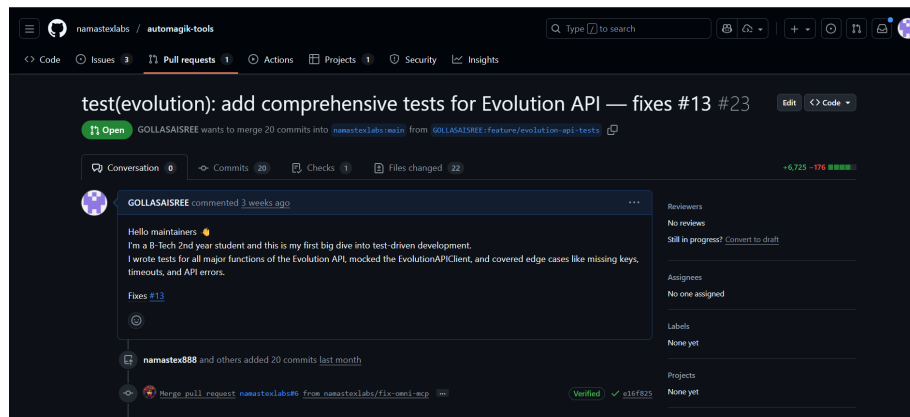 namastexlabs / automagik-tools
Type / to search
Code Issues 3 Pull requests 1 Actions Projects 1 Security Insights
test(evolution): add comprehensive tests for Evolution API — fixes #13 #23
Edit <> Code
Open GOLLASAISREE wants to merge 20 commits into namastexlabs:main from GOLLASAISREE:feature/evolution-api-tests
Conversation 0 Commits 20 Checks 1 Files changed 22
+6,725 −176
GOLLASAISREE commented 3 weeks ago
Hello maintainers 👋
I'm a B-Tech 2nd year student and this is my first big dive into test-driven development.
I wrote tests for all major functions of the Evolution API, mocked the EvolutionAPIClient, and covered edge cases like missing keys,
timeouts, and API errors.
Fixes #13
namastex888 and others added 20 commits last month
Merge pull request namastexlabs#6 from namastexlabs/fix-omni-mcp ...
Verified e16f825
Reviewers
No reviews
Still in progress? Convert to draft
Assignees
No one assigned
Labels
None yet
Projects
None yet